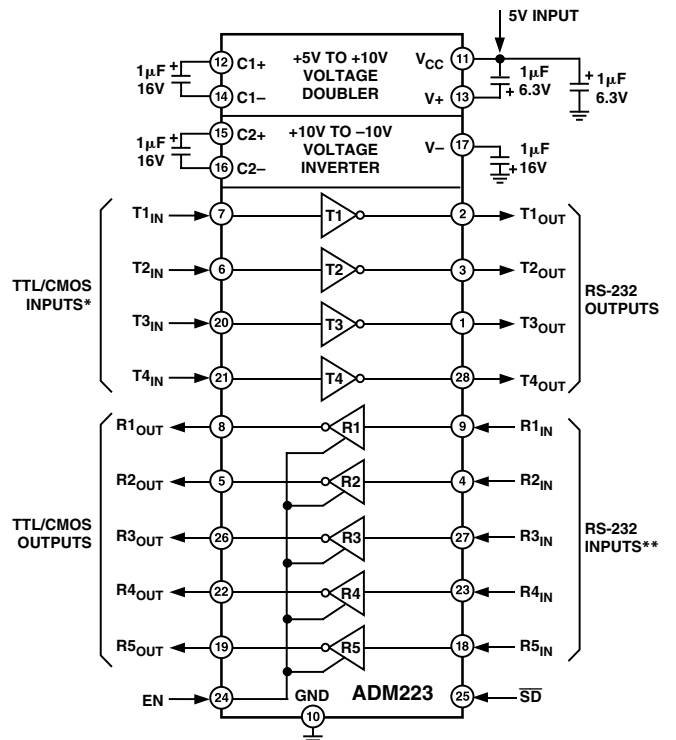 5V INPUT
1μF + 12 C1+ +5V TO +10V VCC 11
16V 14 C1– VOLTAGE DOUBLER V+ 13
1μF + 6.3V
+ 1μF 6.3V
1μF + 15 C2+ +10V TO –10V
16V 16 C2– VOLTAGE INVERTER V– 17
1μF + 16V
T1IN 7 T1 2 T1OUT
T2IN 6 T2 3 T2OUT
TTL/CMOS INPUTS*
RS-232 OUTPUTS
T3IN 20 T3 1 T3OUT
T4IN 21 T4 28 T4OUT
R1OUT 8 R1 9 R1IN
R2OUT 5 R2 4 R2IN
TTL/CMOS OUTPUTS
RS-232 INPUTS**
R3OUT 26 R3 27 R3IN
R4OUT 22 R4 23 R4IN
R5OUT 19 R5 18 R5IN
EN 24 GND ADM223 25 S̅D̅
10